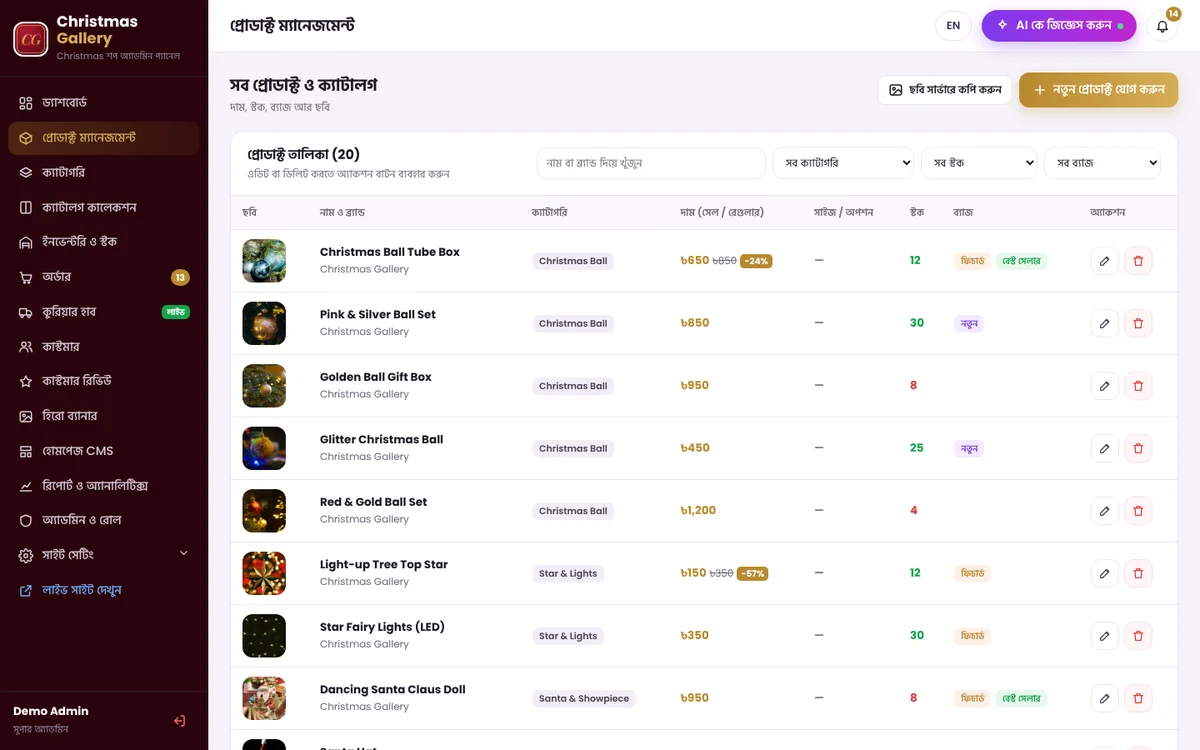 CG
Christmas
Gallery
Christmas শপ অ্যাডমিন প্যানেল
ড্যাশবোর্ড
প্রোডাক্ট ম্যানেজমেন্ট
ক্যাটাগরি
ক্যাটালগ কালেকশন
ইনভেন্টরি ও স্টক
অর্ডার 13
কুরিয়ার হাব লাইভ
কাস্টমার
কাস্টমার রিভিউ
হিরো ব্যানার
হোমপেজ CMS
রিপোর্ট ও অ্যানালিটিক্স
অ্যাডমিন ও রোল
সাইট সেটিং
লাইভ সাইট দেখুন
Demo Admin
সুপার অ্যাডমিন
প্রোডাক্ট ম্যানেজমেন্ট EN AI কে জিজ্ঞেস করুন 14
সব প্রোডাক্ট ও ক্যাটালগ
দাম, স্টক, ব্যাজ আর ছবি
ছবি সার্ভারে কপি করুন + নতুন প্রোডাক্ট যোগ করুন
প্রোডাক্ট তালিকা (20)
এডিট বা ডিলিট করতে অ্যাকশন বাটন ব্যবহার করুন
নাম বা ব্র্যান্ড দিয়ে খুঁজুন সব ক্যাটাগরি সব স্টক সব ব্যাজ
ছবি নাম ও ব্র্যান্ড ক্যাটাগরি দাম (সেল / রেগুলার) সাইজ / অপশন স্টক ব্যাজ অ্যাকশন
Christmas Ball Tube Box
Christmas Gallery
Christmas Ball ৳650 ৳850 -24% — 12 ফিচার্ড বেস্ট সেলার
Pink & Silver Ball Set
Christmas Gallery
Christmas Ball ৳850 — 30 নতুন
Golden Ball Gift Box
Christmas Gallery
Christmas Ball ৳950 — 8
Glitter Christmas Ball
Christmas Gallery
Christmas Ball ৳450 — 25 নতুন
Red & Gold Ball Set
Christmas Gallery
Christmas Ball ৳1,200 — 4
Light-up Tree Top Star
Christmas Gallery
Star & Lights ৳150 ৳350 -57% — 12 ফিচার্ড
Star Fairy Lights (LED)
Christmas Gallery
Star & Lights ৳350 — 30 ফিচার্ড
Dancing Santa Claus Doll
Christmas Gallery
Santa & Showpiece ৳950 — 8 ফিচার্ড বেস্ট সেলার